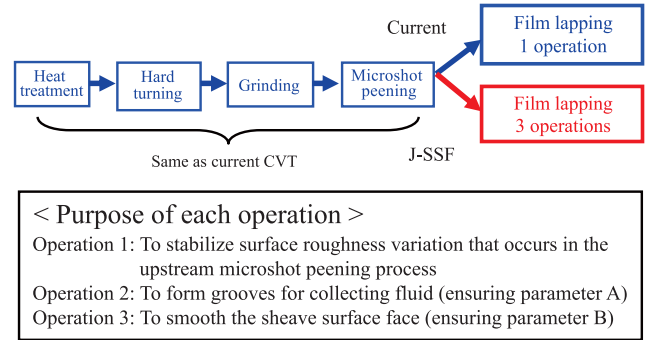 Current
Film lapping
1 operation
Heat
treatment
Hard
turning
Grinding
Microshot
peening
Film lapping
3 operations
Same as current CVT
J-SSF
< Purpose of each operation >
Operation 1: To stabilize surface roughness variation that occurs in the
upstream microshot peening process
Operation 2: To form grooves for collecting fluid (ensuring parameter A)
Operation 3: To smooth the sheave surface face (ensuring parameter B)